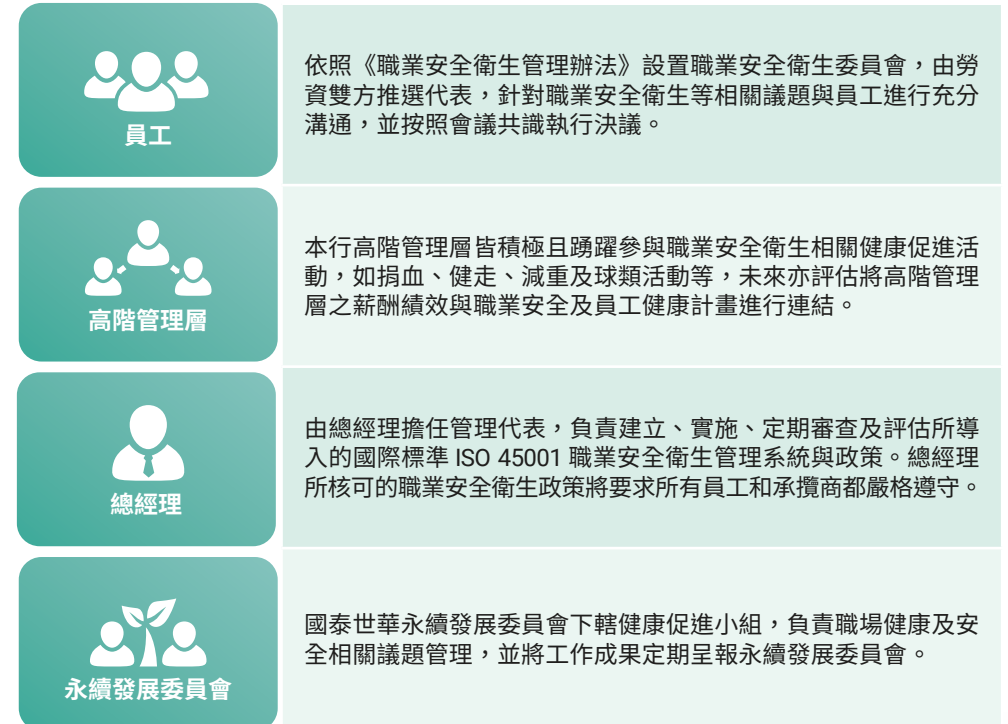 員工
依照《職業安全衛生管理辦法》設置職業安全衛生委員會，由勞
資雙方推選代表，針對職業安全衛生等相關議題與員工進行充分
溝通，並按照會議共識執行決議。
高階管理層
本行高階管理層皆積極且踴躍參與職業安全衛生相關健康促進活
動，如捐血、健走、減重及球類活動等，未來亦評估將高階管理
層之薪酬績效與職業安全及員工健康計畫進行連結。
總經理
由總經理擔任管理代表，負責建立、實施、定期審查及評估所導
入的國際標準 ISO 45001 職業安全衛生管理系統與政策。總經理
所核可的職業安全衛生政策將要求所有員工和承攬商都嚴格遵守。
永續發展委員會
國泰世華永續發展委員會下轄健康促進小組，負責職場健康及安
全相關議題管理，並將工作成果定期呈報永續發展委員會。